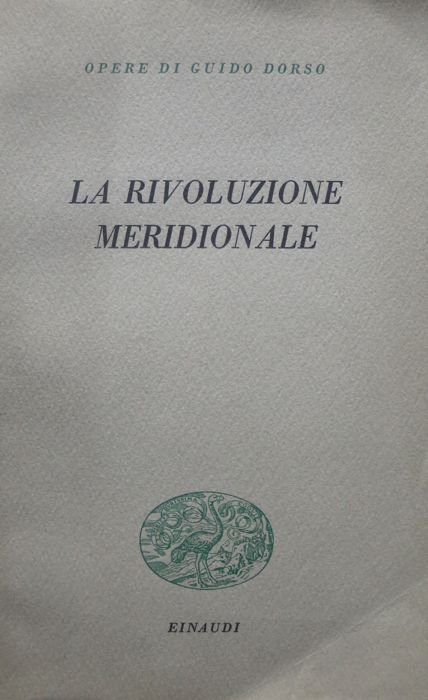 OPERE DI GUIDO DORSO
LA RIVOLUZIONE
MERIDIONALE
EINAUDI